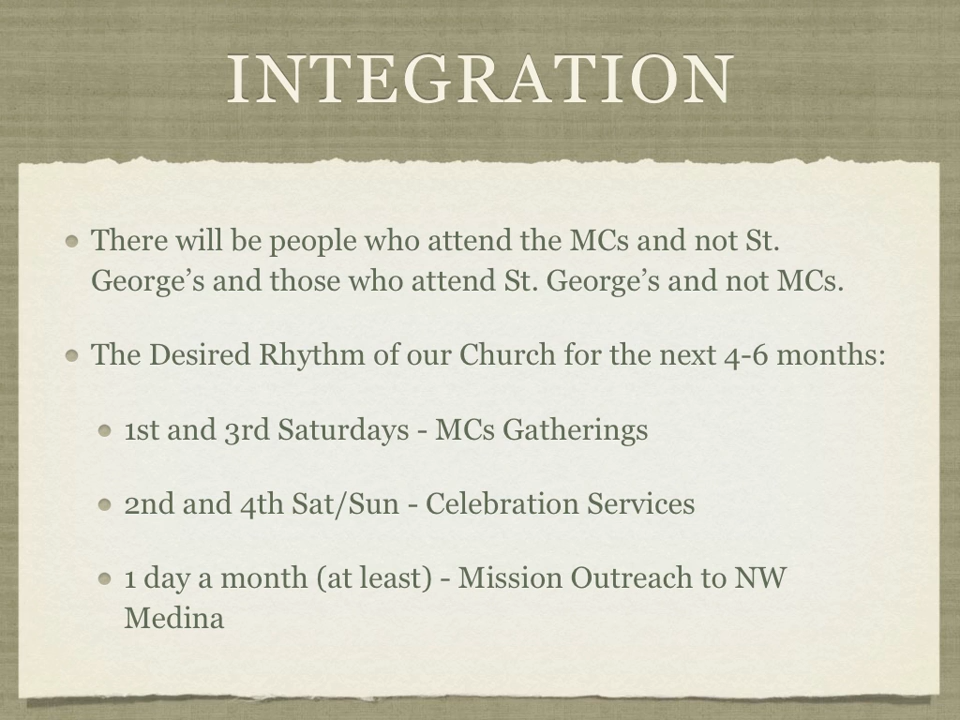 INTEGRATION
There will be people who attend the MCs and not St.
George’s and those who attend St. George’s and not MCs.
The Desired Rhythm of our Church for the next 4-6 months:
1st and 3rd Saturdays - MCs Gatherings
2nd and 4th Sat/Sun - Celebration Services
1 day a month (at least) - Mission Outreach to NW
Medina